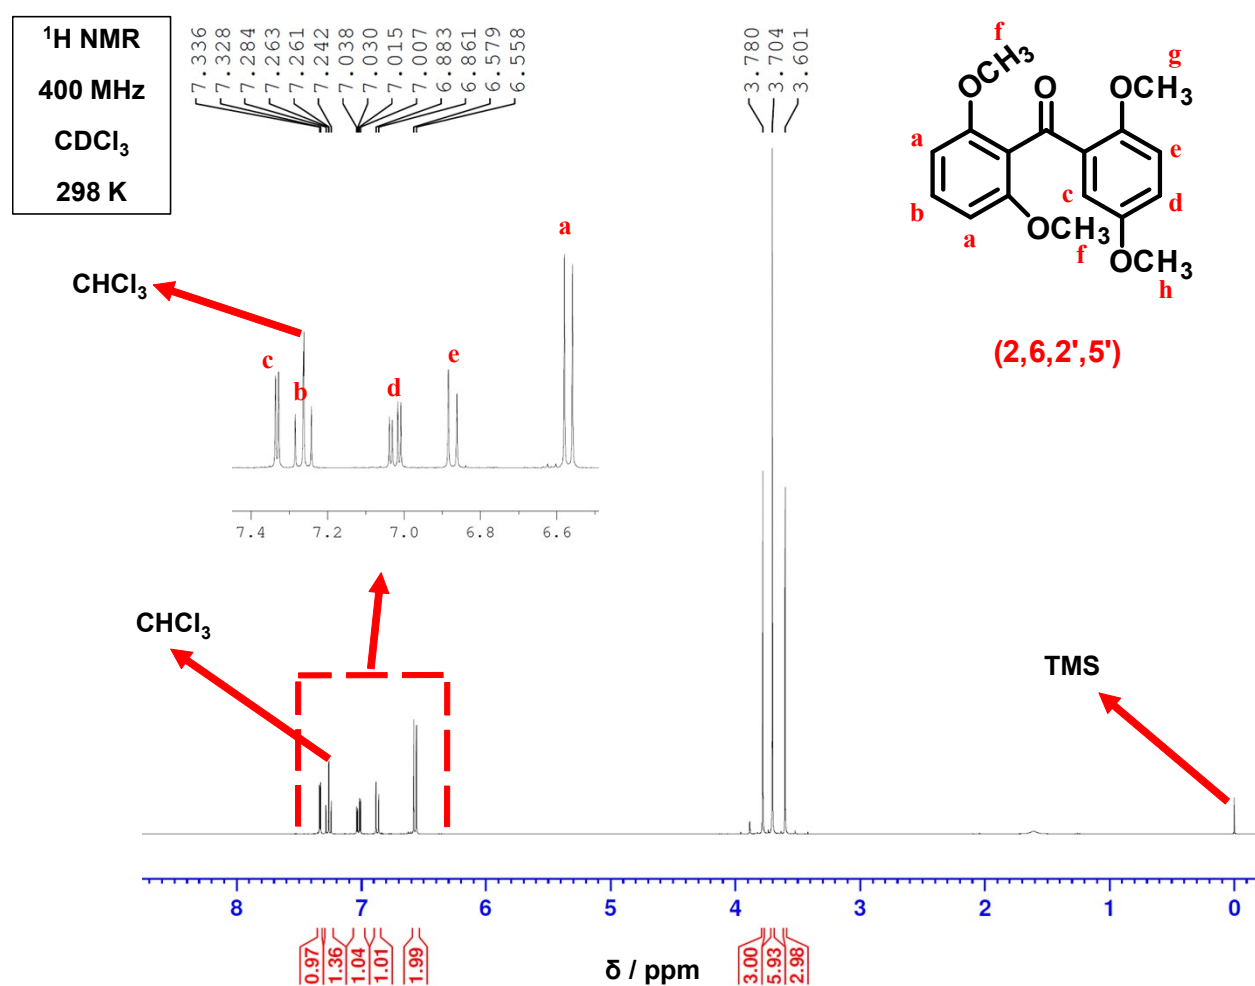 ¹H NMR
400 MHz
CDCl₃
298 K
7.336
7.328
7.284
7.263
7.261
7.242
7.038
7.030
7.015
7.007
6.883
6.861
6.579
6.558
3.780
3.704
3.601
f
OCH₃
O
g
OCH₃
a
b
a
c
e
d
OCH₃
f
OCH₃
h
(2,6,2',5')
CHCl₃
c
b
d
e
a
7.4 7.2 7.0 6.8 6.6
CHCl₃
TMS
8 7 6 5 4 3 2 1 0
0.97 1.36 1.04 1.01 1.99 3.00 5.93 2.98
δ / ppm